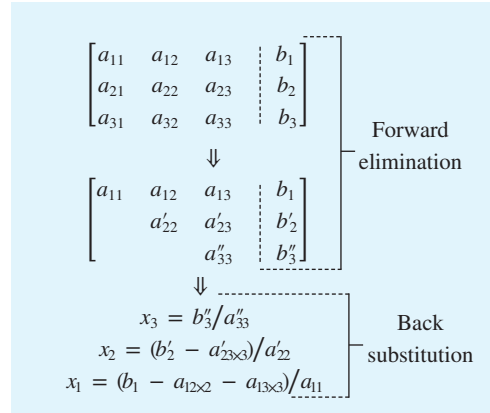 a₁₁ a₁₂ a₁₃ b₁
a₂₁ a₂₂ a₂₃ b₂
a₃₁ a₃₂ a₃₃ b₃
Forward
elimination
⇓
a₁₁ a₁₂ a₁₃ b₁
a′₂₂ a′₂₃ b′₂
a″₃₃ b″₃
⇓
x₃ = b″₃/a″₃₃
x₂ = (b′₂ − a′₂₃ₓ₃)/a′₂₂
x₁ = (b₁ − a₁₂ₓ₂ − a₁₃ₓ₃)/a₁₁
Back
substitution